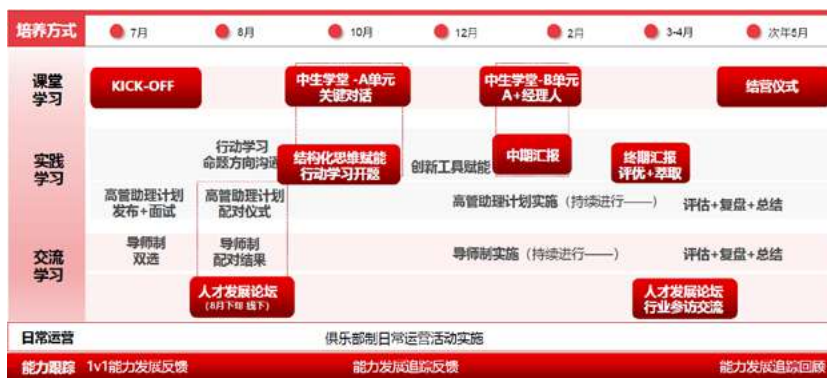 培养方式 7月 8月 10月 12月 2月 3-4月 次年6月
课堂
学习
KICK-OFF
中生学堂 -A单元
关键对话
中生学堂-B单元
A+经理人
结营仪式
实践
学习
行动学习
命题方向沟通
结构化思维赋能
行动学习开题
创新工具赋能
中期汇报
终期汇报
评优+萃取
高管助理计划
发布+面试
高管助理计划
配对仪式
高管助理计划实施（持续进行——）
评估+复盘+总结
交流
学习
导师制
双选
导师制
配对结果
导师制实施（持续进行——）
评估+复盘+总结
人才发展论坛
(8月下旬 线下)
人才发展论坛
行业参访交流
日常运营 俱乐部制日常运营活动实施
能力跟踪 1v1能力发展反馈 能力发展追踪反馈 能力发展追踪回顾